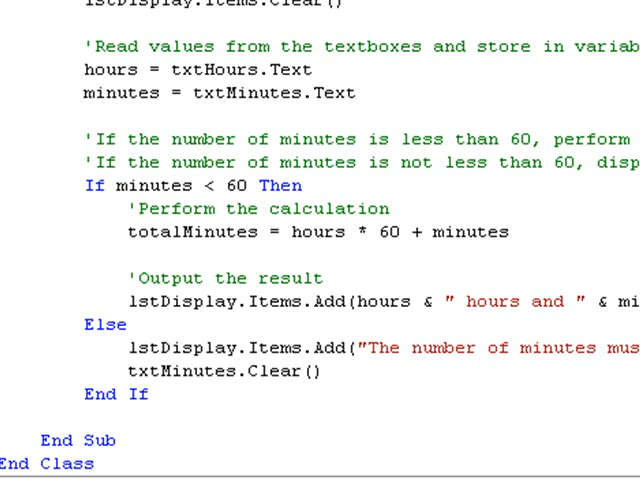 lstDisplay.Items.Clear()
'Read values from the textboxes and store in variab
hours = txtHours.Text
minutes = txtMinutes.Text
'If the number of minutes is less than 60, perform
'If the number of minutes is not less than 60, disp
If minutes < 60 Then
'Perform the calculation
totalMinutes = hours * 60 + minutes
'Output the result
lstDisplay.Items.Add(hours & " hours and " & mi
Else
lstDisplay.Items.Add("The number of minutes mus
txtMinutes.Clear()
End If
End Sub
End Class